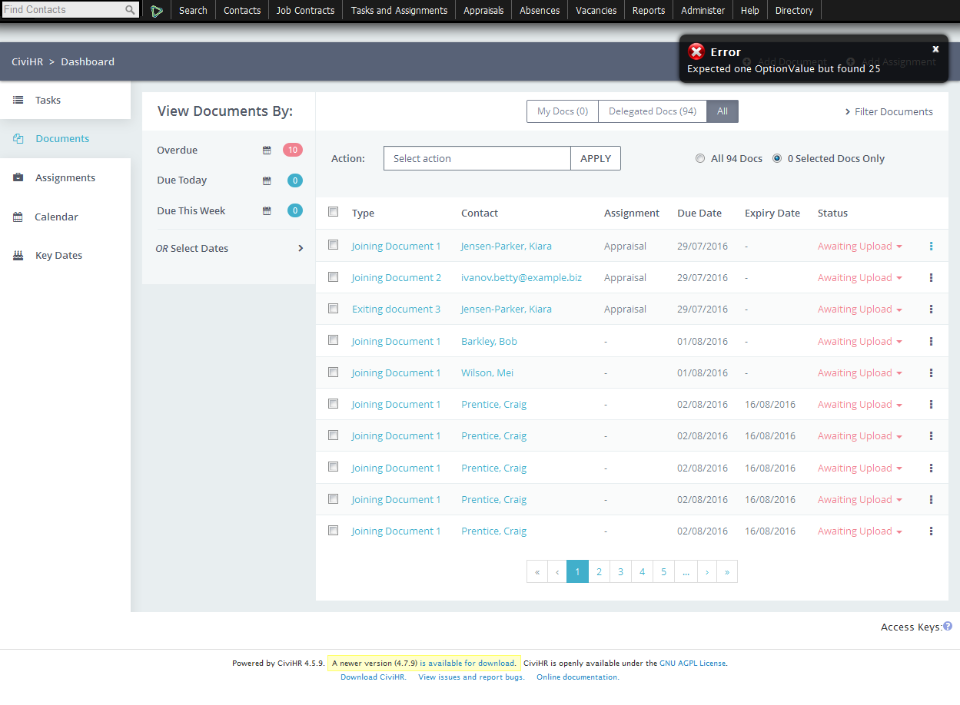 Find Contacts Search Contacts Job Contracts Tasks and Assignments Appraisals Absences Vacancies Reports Administer Help Directory
Error x
Expected one OptionValue but found 25
CiviHR > Dashboard Add Document Add Assignment
Tasks
Documents
Assignments
Calendar
Key Dates
View Documents By:
Overdue 10
Due Today 0
Due This Week 0
OR Select Dates >
My Docs (0) Delegated Docs (94) All
> Filter Documents
Action: Select action APPLY All 94 Docs 0 Selected Docs Only
Type Contact Assignment Due Date Expiry Date Status
Joining Document 1 Jensen-Parker, Kiara Appraisal 29/07/2016 - Awaiting Upload
Joining Document 2 ivanov.betty@example.biz Appraisal 29/07/2016 - Awaiting Upload
Exiting document 3 Jensen-Parker, Kiara Appraisal 29/07/2016 - Awaiting Upload
Joining Document 1 Barkley, Bob - 01/08/2016 - Awaiting Upload
Joining Document 1 Wilson, Mei - 01/08/2016 - Awaiting Upload
Joining Document 1 Prentice, Craig - 02/08/2016 16/08/2016 Awaiting Upload
Joining Document 1 Prentice, Craig - 02/08/2016 16/08/2016 Awaiting Upload
Joining Document 1 Prentice, Craig - 02/08/2016 16/08/2016 Awaiting Upload
Joining Document 1 Prentice, Craig - 02/08/2016 16/08/2016 Awaiting Upload
Joining Document 1 Prentice, Craig - 02/08/2016 16/08/2016 Awaiting Upload
« ‹ 1 2 3 4 5 ... › »
Access Keys: ?
Powered by CiviHR 4.5.9. A newer version (4.7.9) is available for download. CiviHR is openly available under the GNU AGPL License.
Download CiviHR. View issues and report bugs. Online documentation.